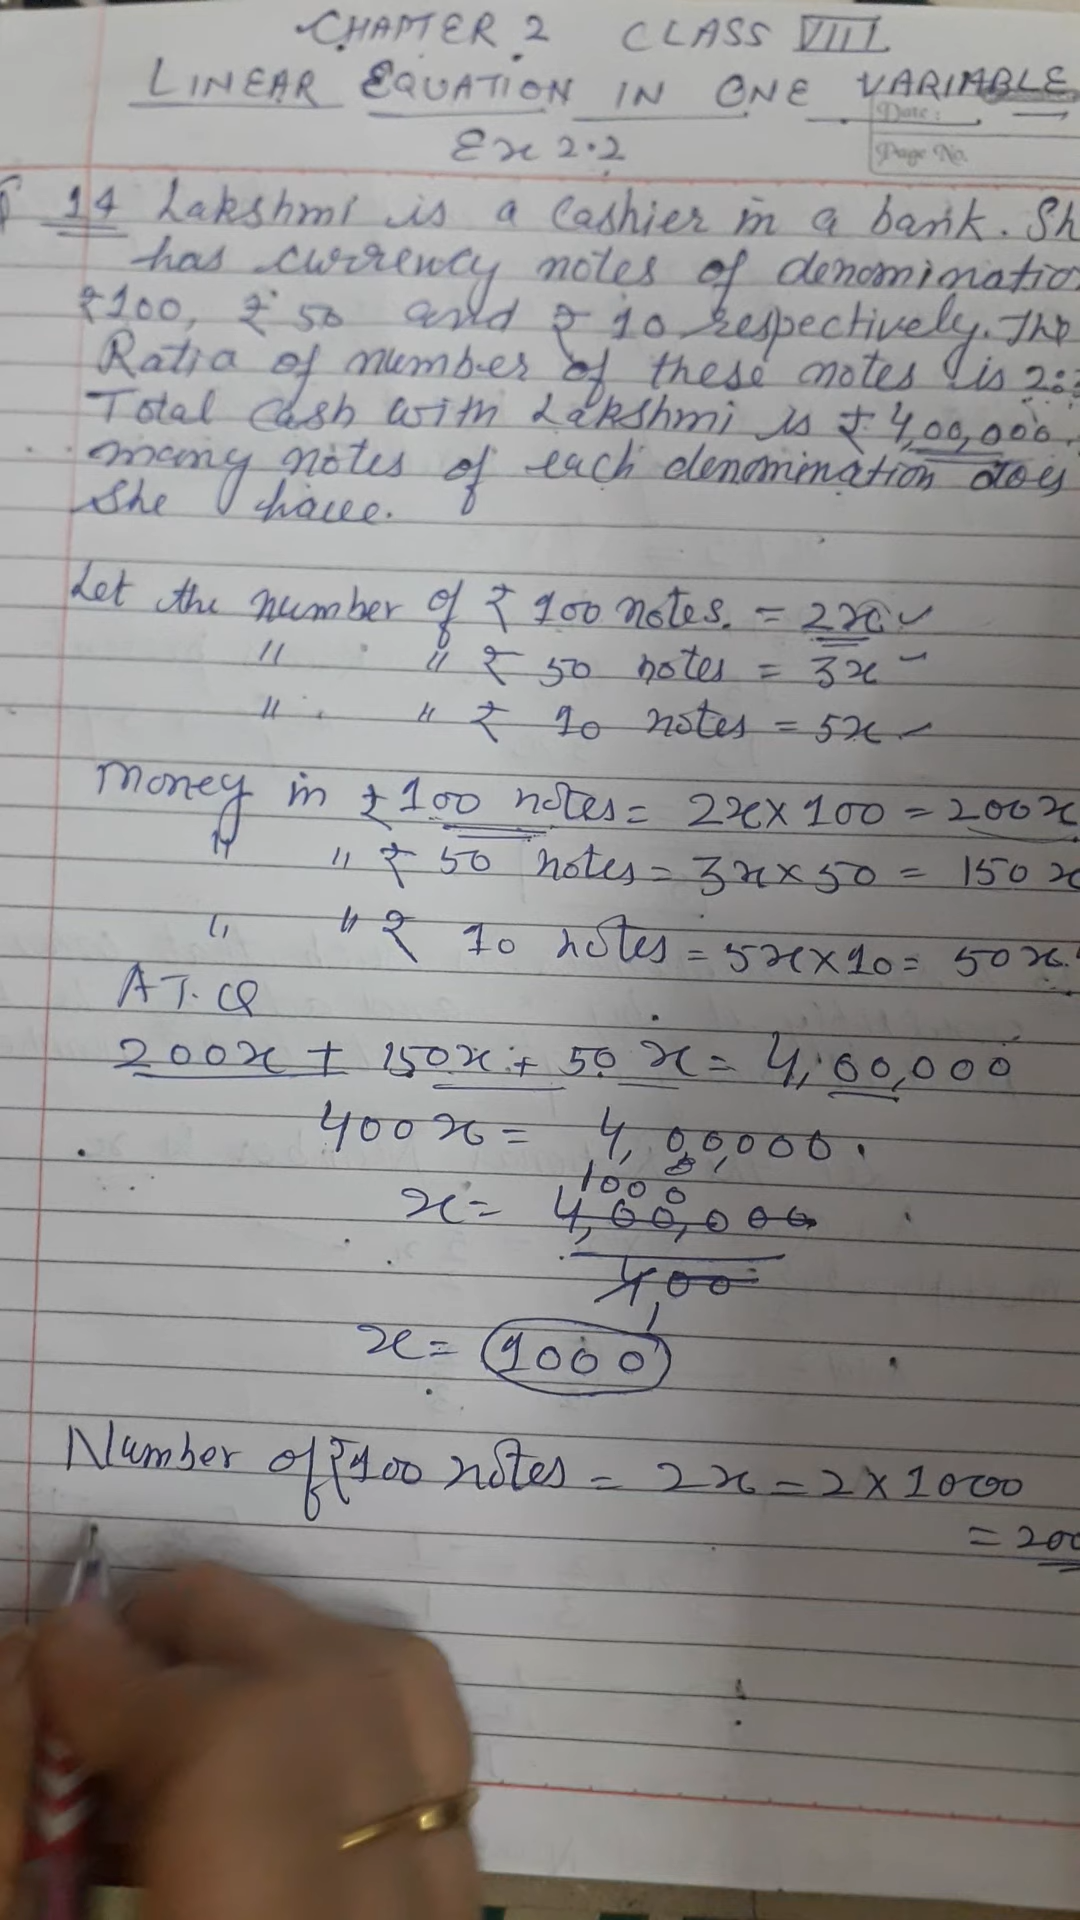 CHAPTER 2 CLASS VIII
LINEAR EQUATION IN ONE VARIABLE
Date:
Ex 2.2
Page No.
14 Lakshmi is a Cashier in a bank. Sh
has currency notes of denominatio
₹100, ₹ 50 and ₹ 10 respectively. The
Ratio of number of these notes is 2:3
Total cash with Lakshmi is ₹ 4,00,000.
many notes of each denomination does
she have.
Let the number of ₹ 100 notes. = 2x
" " ₹ 50 notes = 3x
" " ₹ 10 notes = 5x
Money in ₹100 notes = 2x×100 = 200x
" " ₹ 50 notes = 3x×50 = 150x
" " ₹ 10 notes = 5x×10 = 50x
A.T.Q
200x + 150x + 50x = 4,00,000
400x = 4,00,000
1000
x = 4,00,000
400
1
x = 1000
Number of ₹100 notes = 2x = 2×1000
= 200